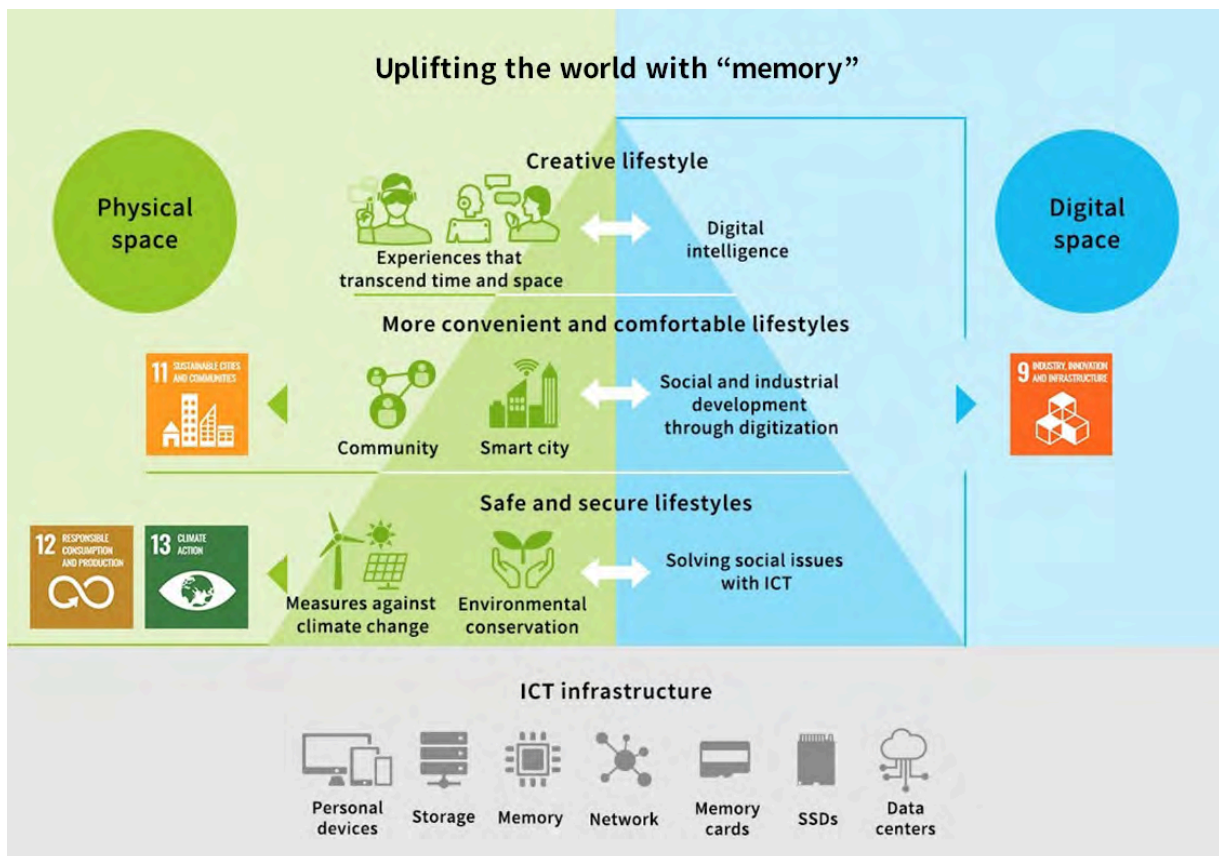 Uplifting the world with “memory”
Physical
space
Digital
space
Creative lifestyle
Experiences that
transcend time and space
Digital
intelligence
More convenient and comfortable lifestyles
11 SUSTAINABLE CITIES
AND COMMUNITIES
Community
Smart city
Social and industrial
development
through digitization
9 INDUSTRY, INNOVATION
AND INFRASTRUCTURE
Safe and secure lifestyles
12 RESPONSIBLE
CONSUMPTION
AND PRODUCTION
13 CLIMATE
ACTION
Measures against
climate change
Environmental
conservation
Solving social issues
with ICT
ICT infrastructure
Personal
devices
Storage
Memory
Network
Memory
cards
SSDs
Data
centers